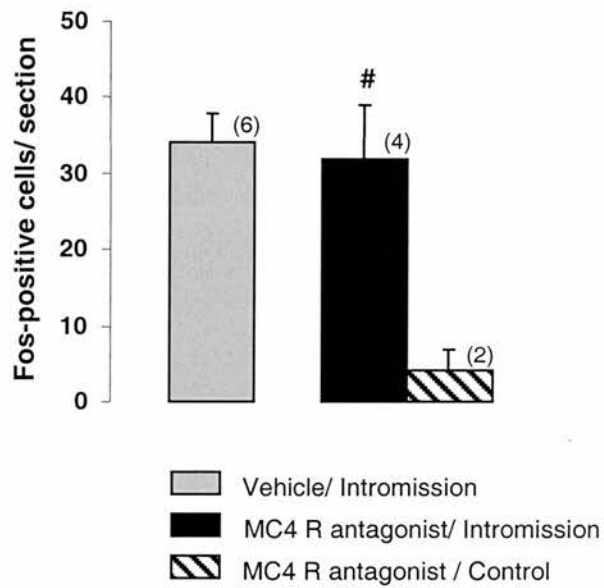 Fos-positive cells/ section
50
40
30
20
10
0
#
(6)
(4)
(2)
Vehicle/ Intromission
MC4 R antagonist/ Intromission
MC4 R antagonist / Control